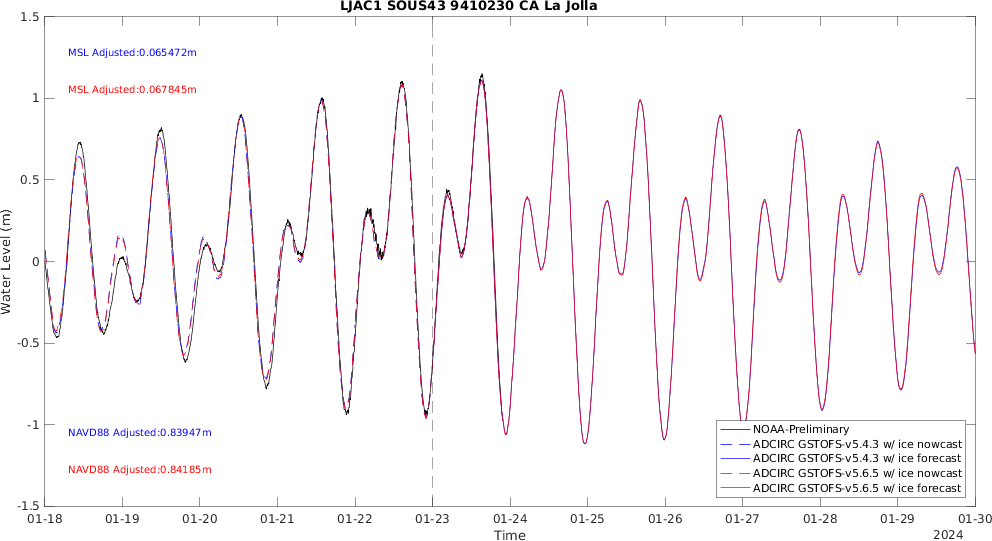 LJAC1 SOUS43 9410230 CA La Jolla
1.5
MSL Adjusted:0.065472m
MSL Adjusted:0.067845m
1
0.5
0
-0.5
-1
-1.5
Water Level (m)
NAVD88 Adjusted:0.83947m
NAVD88 Adjusted:0.84185m
NOAA-Preliminary
ADCIRC GSTOFS-v5.4.3 w/ ice nowcast
ADCIRC GSTOFS-v5.4.3 w/ ice forecast
ADCIRC GSTOFS-v5.6.5 w/ ice nowcast
ADCIRC GSTOFS-v5.6.5 w/ ice forecast
01-18 01-19 01-20 01-21 01-22 01-23 01-24 01-25 01-26 01-27 01-28 01-29 01-30
Time
2024